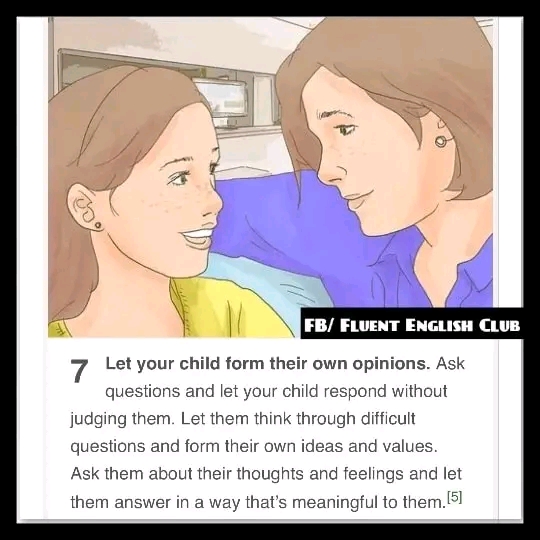 FB/ FLUENT ENGLISH CLUB
7 Let your child form their own opinions. Ask
questions and let your child respond without
judging them. Let them think through difficult
questions and form their own ideas and values.
Ask them about their thoughts and feelings and let
them answer in a way that's meaningful to them.[5]